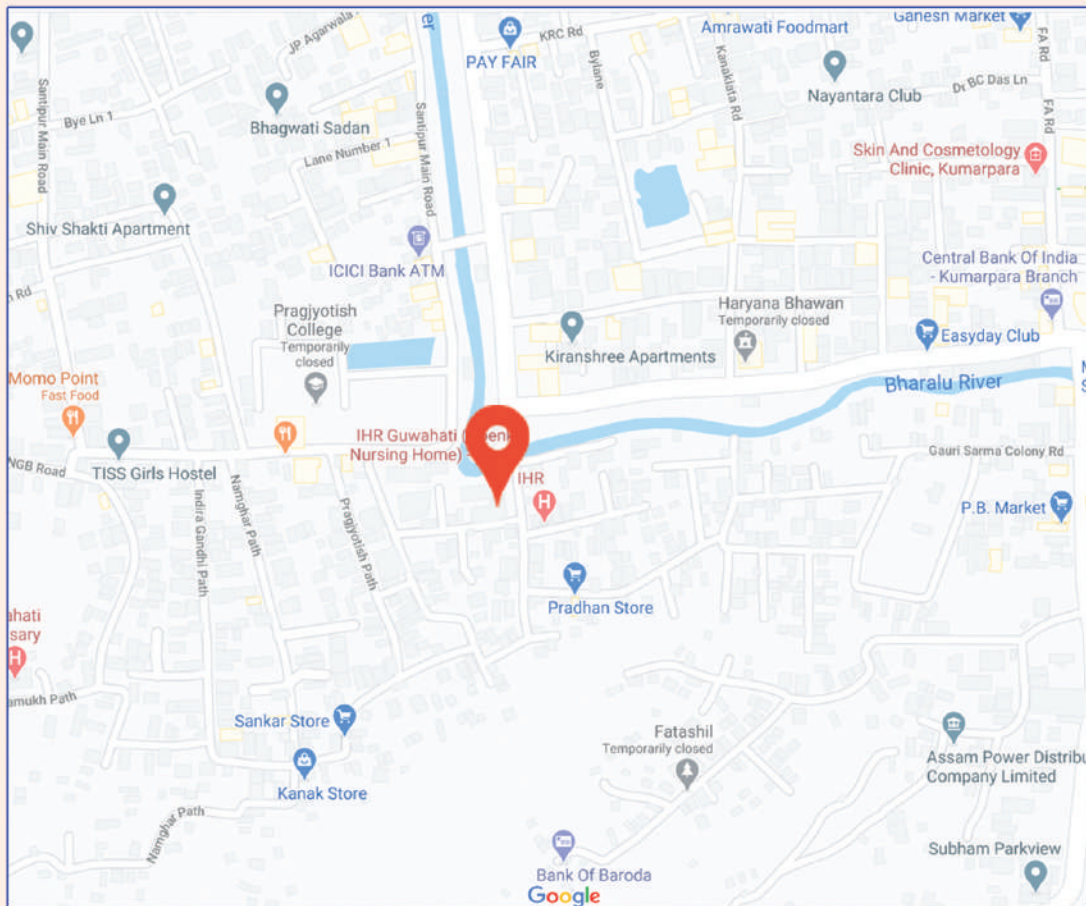 JP Agarwala
er
KRC Rd
Amrawati Foodmart
Ganesh Market
PAY FAIR
Bylane
Kanaklata Rd
FA Rd
Santipur Main Road
Bye Ln 1
Bhagwati Sadan
Santipur Main Road
Nayantara Club
Dr BC Das Ln
FA Rd
Lane Number 1
Skin And Cosmetology
Clinic, Kumarpara
Shiv Shakti Apartment
ICICI Bank ATM
Central Bank Of India
- Kumarpara Branch
Rd
Pragjyotish
College
Temporarily
closed
Haryana Bhawan
Temporarily closed
Kiranshree Apartments
Easyday Club
Bharalu River
M
S
Momo Point
Fast Food
IHR Guwahati (
Nursing Home) -
IHR
NGB Road
TISS Girls Hostel
Gauri Sarma Colony Rd
P.B. Market
Indira Gandhi Path
Namghar Path
Pragjyotish Path
Pradhan Store
ahati
sary
amukh Path
Sankar Store
Fatashil
Temporarily closed
Assam Power Distribu
Company Limited
Kanak Store
Namghar Path
Bank Of Baroda
Subham Parkview
Google